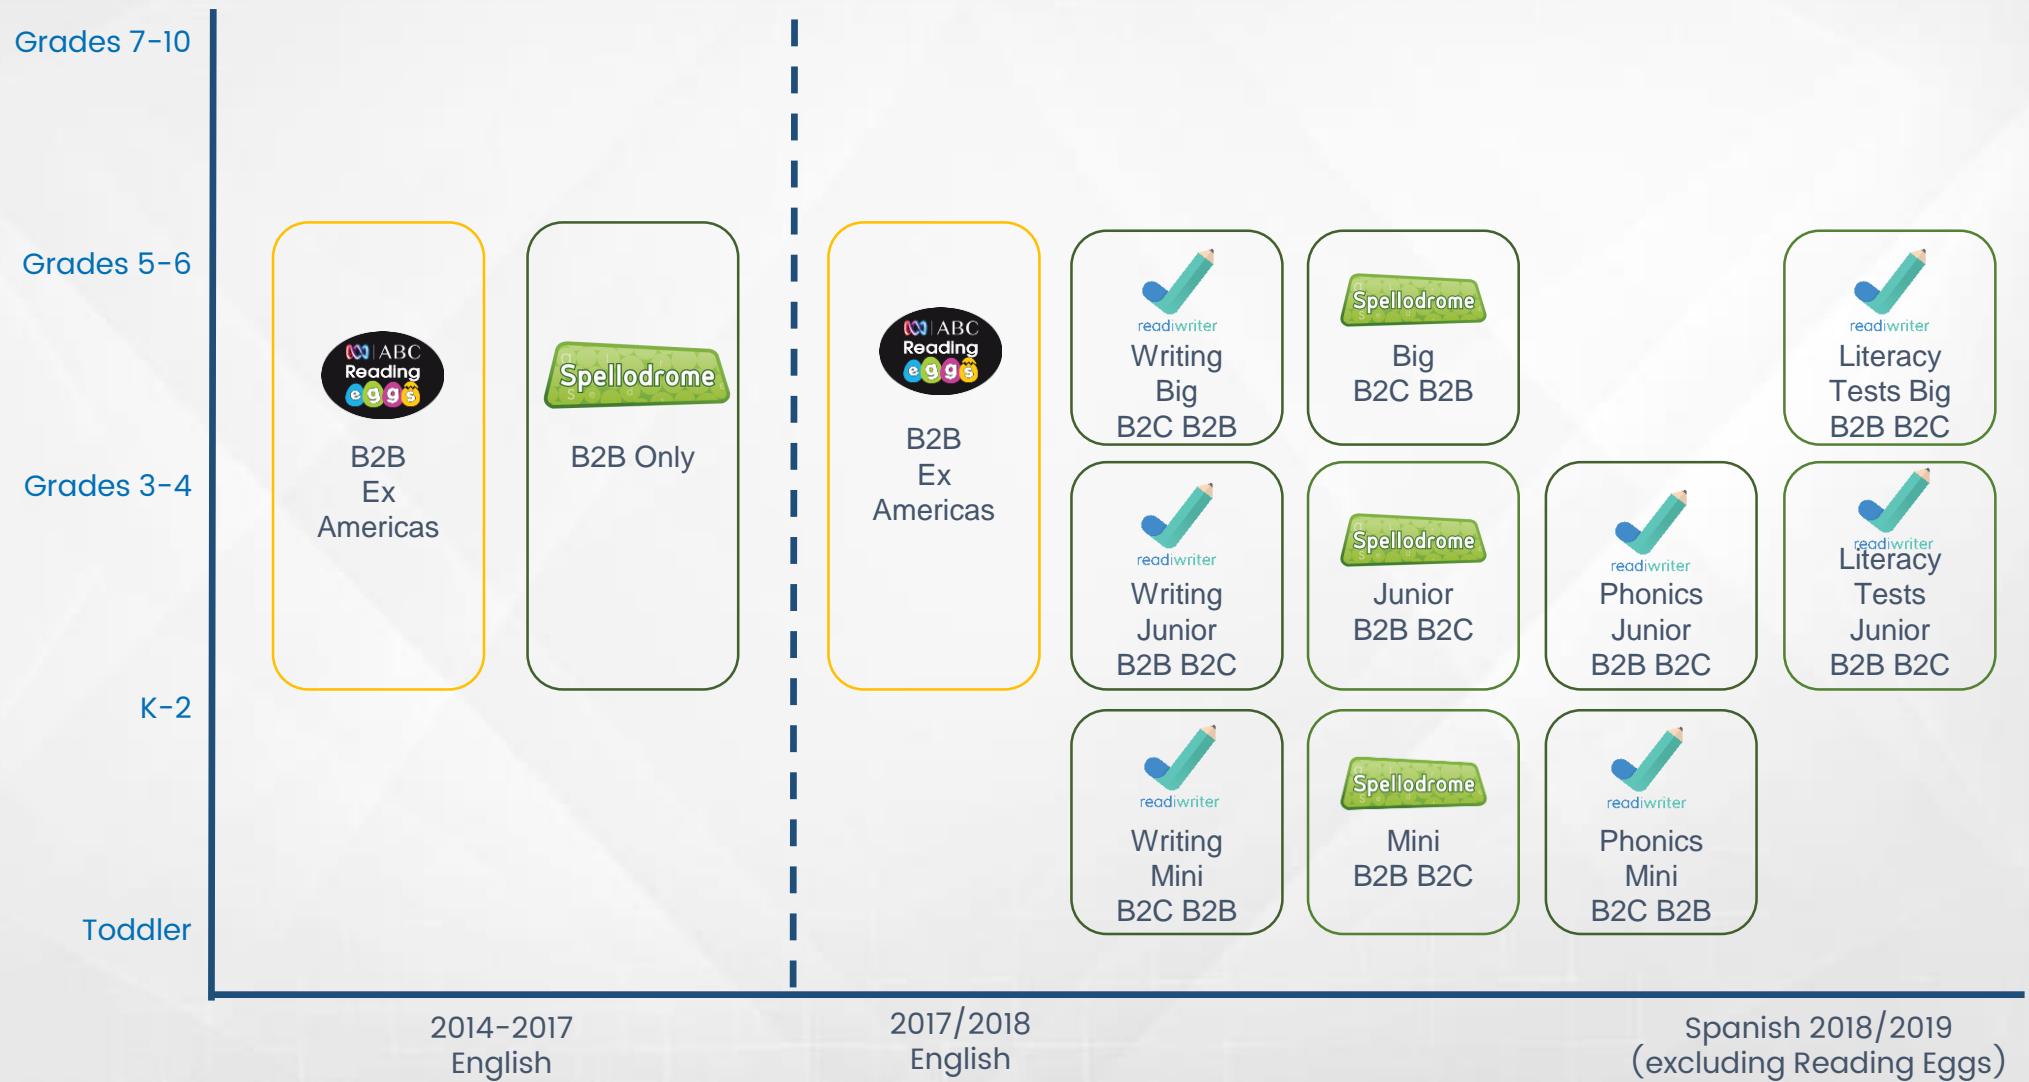 Grades 7-10
Grades 5-6
Grades 3-4
K-2
Toddler
ABC
Reading
eggs
B2B
Ex
Americas
Spellodrome
B2B Only
ABC
Reading
eggs
B2B
Ex
Americas
readiwriter
Writing
Big
B2C B2B
Spellodrome
Big
B2C B2B
readiwriter
Literacy
Tests Big
B2B B2C
readiwriter
Writing
Junior
B2B B2C
Spellodrome
Junior
B2B B2C
readiwriter
Phonics
Junior
B2B B2C
readiwriter
Literacy
Tests
Junior
B2B B2C
readiwriter
Writing
Mini
B2C B2B
Spellodrome
Mini
B2B B2C
readiwriter
Phonics
Mini
B2C B2B
2014-2017
English
2017/2018
English
Spanish 2018/2019
(excluding Reading Eggs)